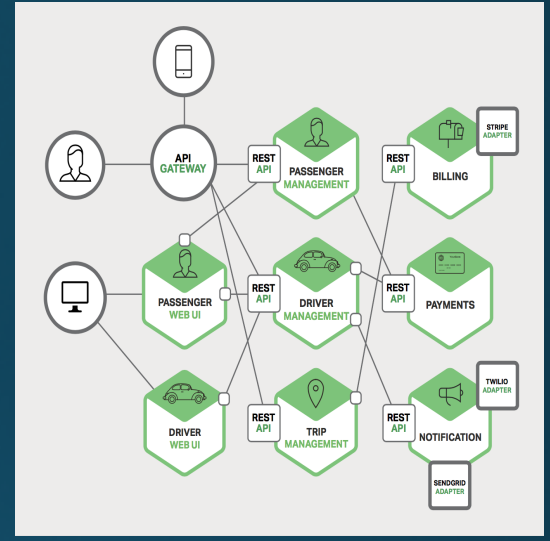 API
GATEWAY
REST
API
PASSENGER
MANAGEMENT
REST
API
BILLING
STRIPE
ADAPTER
PASSENGER
WEB UI
REST
API
DRIVER
MANAGEMENT
REST
API
PAYMENTS
DRIVER
WEB UI
REST
API
TRIP
MANAGEMENT
REST
API
NOTIFICATION
TWILIO
ADAPTER
SENDGRID
ADAPTER